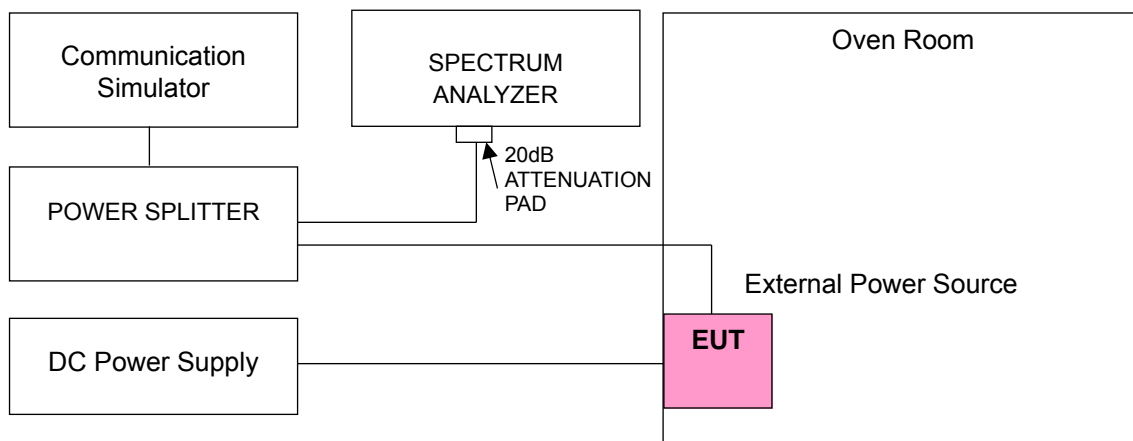 Communication
Simulator
SPECTRUM
ANALYZER
Oven Room
20dB
ATTENUATION
PAD
POWER SPLITTER
External Power Source
EUT
DC Power Supply